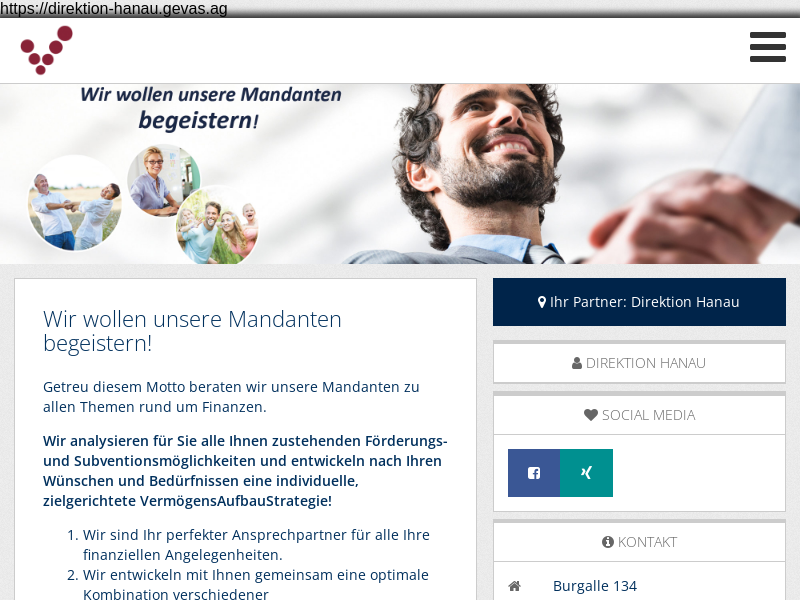 https://direktion-hanau.gevas.ag
Wir wollen unsere Mandanten
begeistern!
Wir wollen unsere Mandanten
begeistern!
Getreu diesem Motto beraten wir unsere Mandanten zu
allen Themen rund um Finanzen.
Wir analysieren für Sie alle Ihnen zustehenden Förderungs-
und Subventionsmöglichkeiten und entwickeln nach Ihren
Wünschen und Bedürfnissen eine individuelle,
zielgerichtete VermögensAufbauStrategie!
1. Wir sind Ihr perfekter Ansprechpartner für alle Ihre
finanziellen Angelegenheiten.
2. Wir entwickeln mit Ihnen gemeinsam eine optimale
Kombination verschiedener
Ihr Partner: Direktion Hanau
DIREKTION HANAU
SOCIAL MEDIA
KONTAKT
Burgalle 134